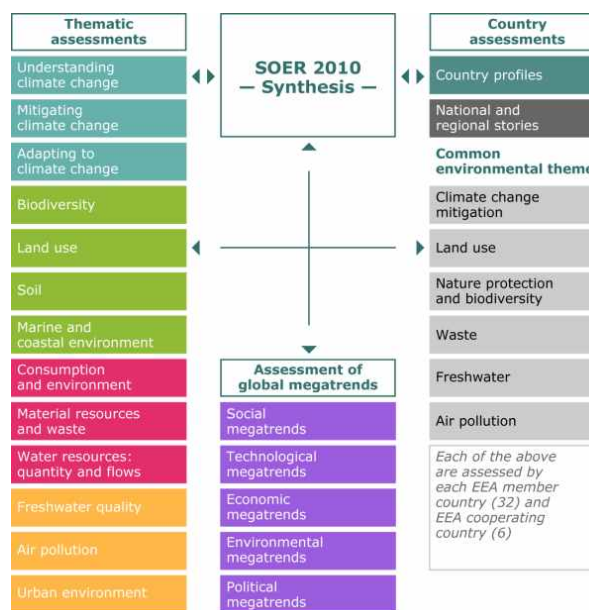 Thematic
assessments
Understanding
climate change
Mitigating
climate change
Adapting to
climate change
Biodiversity
Land use
Soil
Marine and
coastal environment
Consumption
and environment
Material resources
and waste
Water resources:
quantity and flows
Freshwater quality
Air pollution
Urban environment
SOER 2010
— Synthesis —
Assessment of
global megatrends
Social
megatrends
Technological
megatrends
Economic
megatrends
Environmental
megatrends
Political
megatrends
Country
assessments
Country profiles
National and
regional stories
Common
environmental theme
Climate change
mitigation
Land use
Nature protection
and biodiversity
Waste
Freshwater
Air pollution
Each of the above
are assessed by
each EEA member
country (32) and
EEA cooperating
country (6)